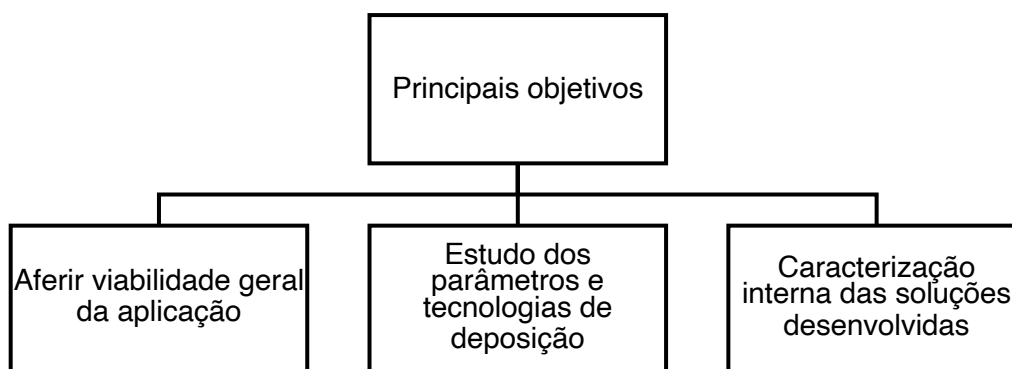 Principais objetivos
Aferir viabilidade geral
da aplicação
Estudo dos
parâmetros e
tecnologias de
deposição
Caracterização
interna das soluções
desenvolvidas